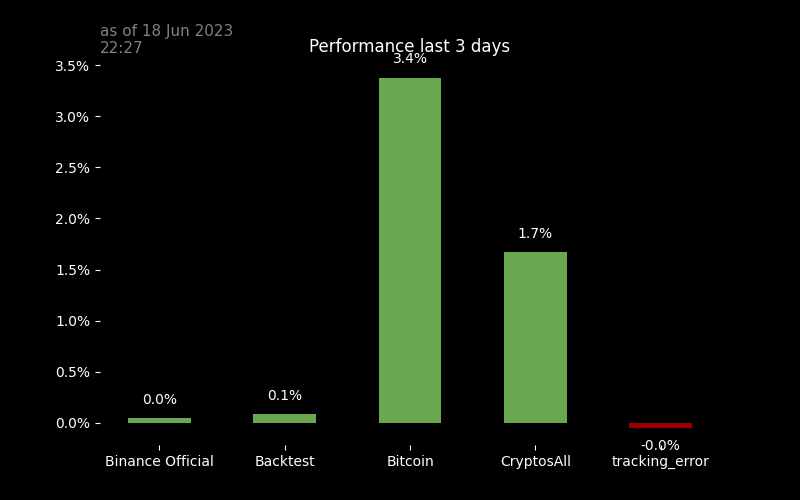 as of 18 Jun 2023
22:27
Performance last 3 days
3.5%
3.4%
3.0%
2.5%
2.0%
1.7%
1.5%
1.0%
0.5%
0.0%
0.1%
0.0%
-0.0%
Binance Official
Backtest
Bitcoin
CryptosAll
tracking_error